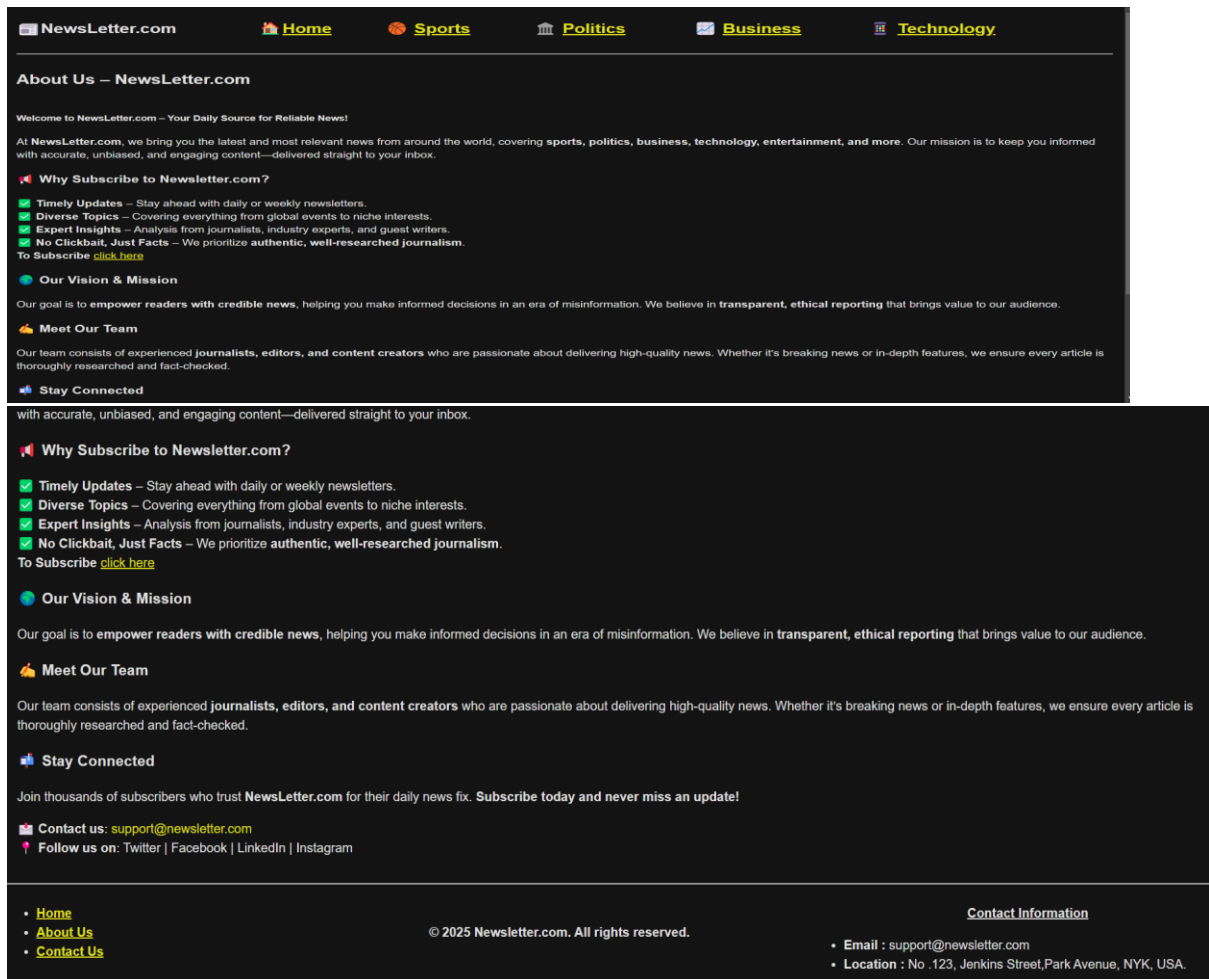 NewsLetter.com Home Sports Politics Business Technology
About Us – NewsLetter.com
Welcome to NewsLetter.com – Your Daily Source for Reliable News!
At NewsLetter.com, we bring you the latest and most relevant news from around the world, covering sports, politics, business, technology, entertainment, and more. Our mission is to keep you informed
with accurate, unbiased, and engaging content—delivered straight to your inbox.
Why Subscribe to Newsletter.com?
Timely Updates – Stay ahead with daily or weekly newsletters.
Diverse Topics – Covering everything from global events to niche interests.
Expert Insights – Analysis from journalists, industry experts, and guest writers.
No Clickbait, Just Facts – We prioritize authentic, well-researched journalism.
To Subscribe click here
Our Vision & Mission
Our goal is to empower readers with credible news, helping you make informed decisions in an era of misinformation. We believe in transparent, ethical reporting that brings value to our audience.
Meet Our Team
Our team consists of experienced journalists, editors, and content creators who are passionate about delivering high-quality news. Whether it's breaking news or in-depth features, we ensure every article is
thoroughly researched and fact-checked.
Stay Connected
with accurate, unbiased, and engaging content—delivered straight to your inbox.
Why Subscribe to Newsletter.com?
Timely Updates – Stay ahead with daily or weekly newsletters.
Diverse Topics – Covering everything from global events to niche interests.
Expert Insights – Analysis from journalists, industry experts, and guest writers.
No Clickbait, Just Facts – We prioritize authentic, well-researched journalism.
To Subscribe click here
Our Vision & Mission
Our goal is to empower readers with credible news, helping you make informed decisions in an era of misinformation. We believe in transparent, ethical reporting that brings value to our audience.
Meet Our Team
Our team consists of experienced journalists, editors, and content creators who are passionate about delivering high-quality news. Whether it's breaking news or in-depth features, we ensure every article is
thoroughly researched and fact-checked.
Stay Connected
Join thousands of subscribers who trust NewsLetter.com for their daily news fix. Subscribe today and never miss an update!
Contact us: support@newsletter.com
Follow us on: Twitter | Facebook | LinkedIn | Instagram
• Home
• About Us
• Contact Us
© 2025 Newsletter.com. All rights reserved.
Contact Information
• Email : support@newsletter.com
• Location : No .123, Jenkins Street,Park Avenue, NYK, USA.